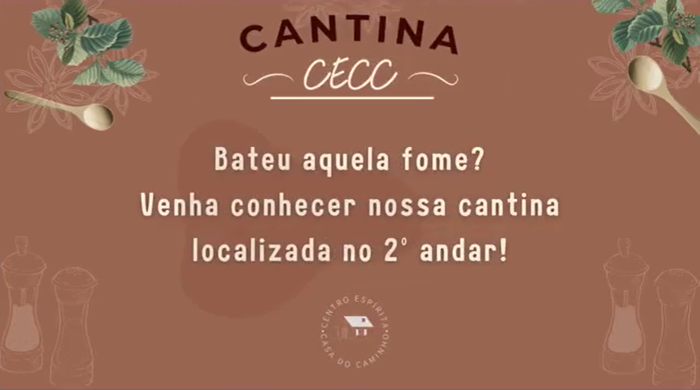 CANTINA
CECC
Bateu aquela fome?
Venha conhecer nossa cantina
localizada no 2° andar!
CENTRO ESPÍRITA
CASA DO CAMINHO